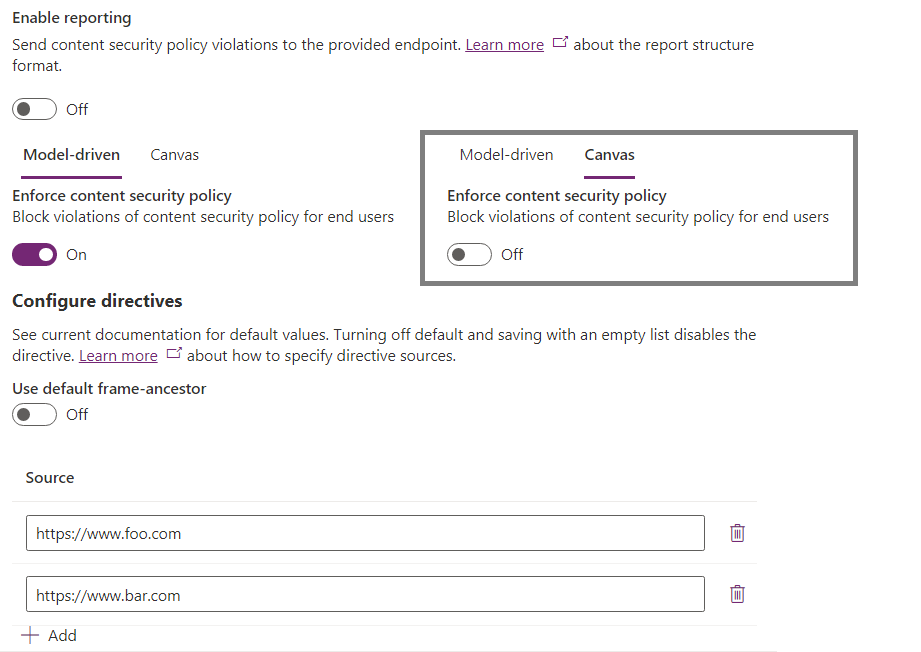 Enable reporting
Send content security policy violations to the provided endpoint. Learn more about the report structure
format.
Off
Model-driven Canvas
Enforce content security policy
Block violations of content security policy for end users
On
Model-driven Canvas
Enforce content security policy
Block violations of content security policy for end users
Off
Configure directives
See current documentation for default values. Turning off default and saving with an empty list disables the
directive. Learn more about how to specify directive sources.
Use default frame-ancestor
Off
Source
https://www.foo.com
https://www.bar.com
Add